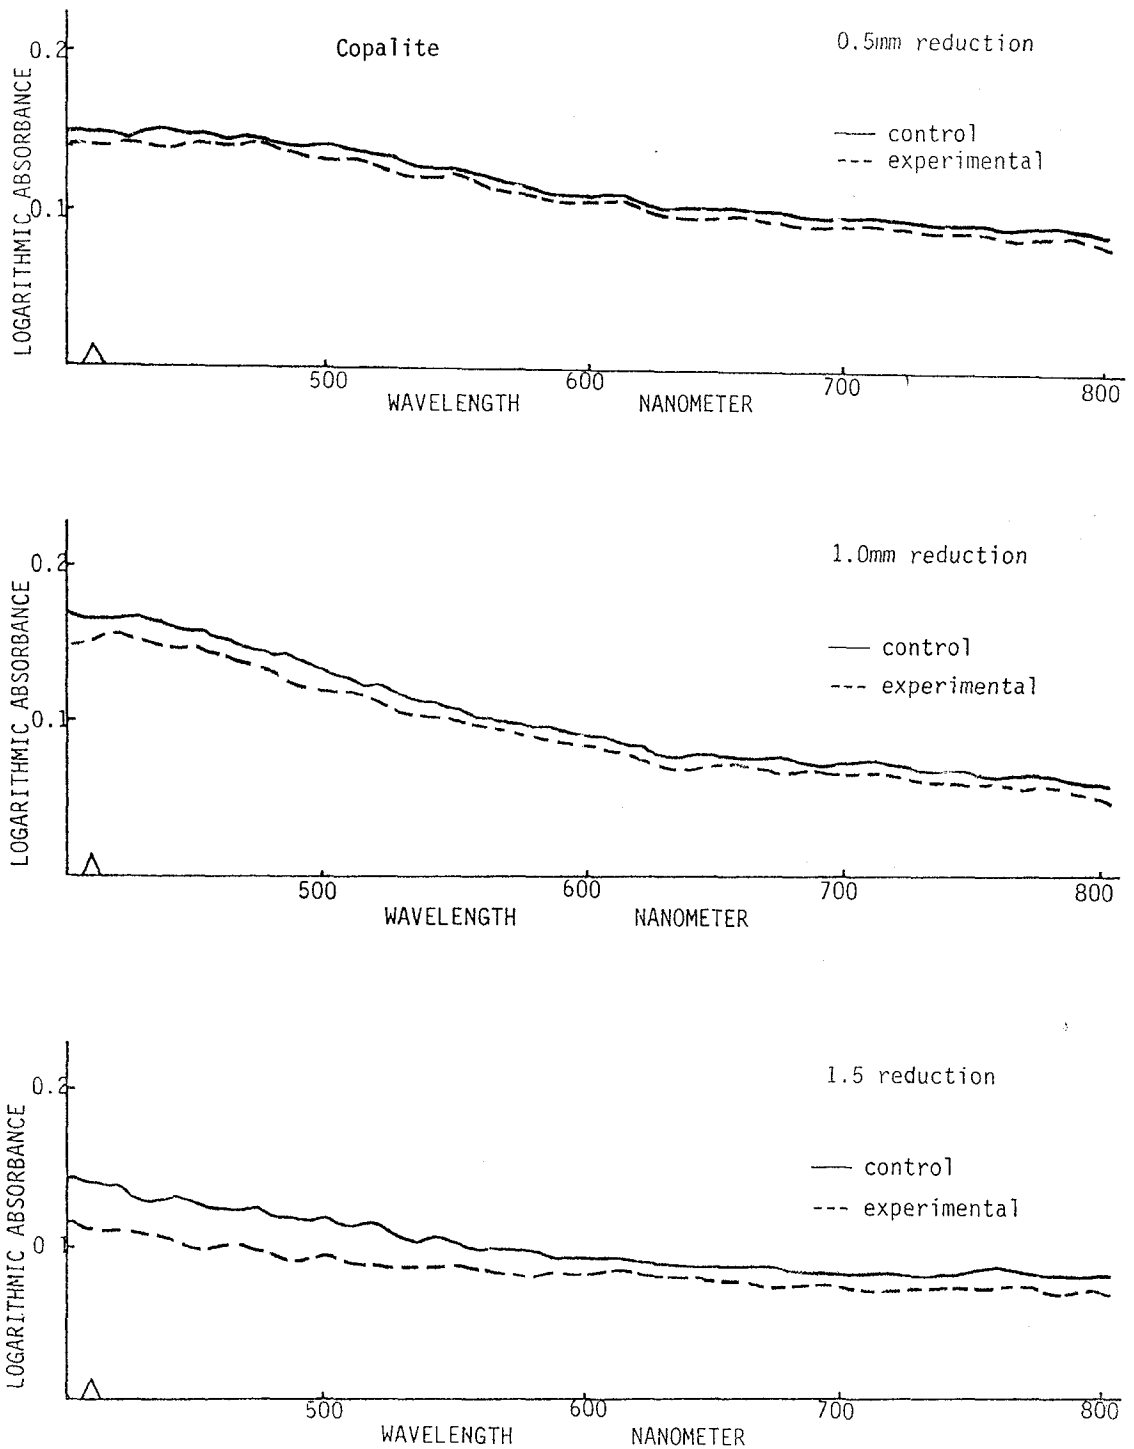 Copalite
0.5mm reduction
0.2
control
experimental
0.1
LOGARITHMIC ABSORBANCE
500 600 700 800
WAVELENGTH NANOMETER
1.0mm reduction
0.2
control
experimental
0.1
LOGARITHMIC ABSORBANCE
500 600 700 800
WAVELENGTH NANOMETER
1.5 reduction
0.2
control
experimental
0 1
LOGARITHMIC ABSORBANCE
500 600 700 800
WAVELENGTH NANOMETER